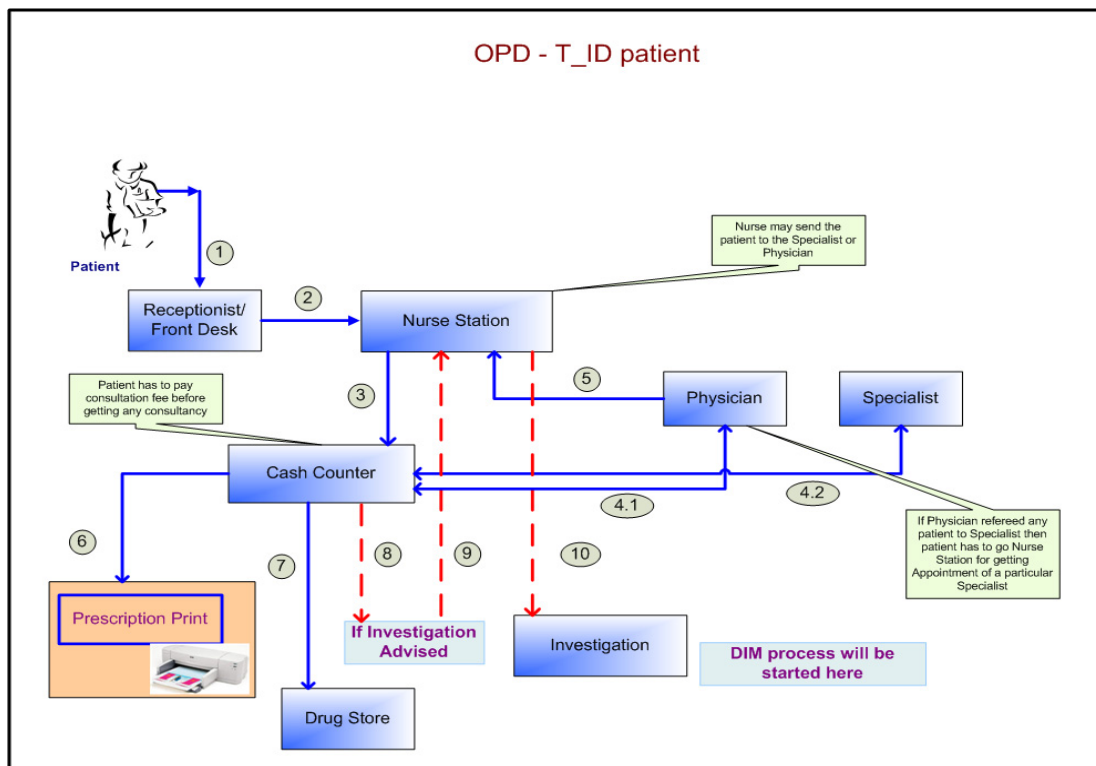 OPD - T_ID patient
Patient
1
Receptionist/
Front Desk
2
Nurse Station
Nurse may send the
patient to the Specialist or
Physician
Patient has to pay
consultation fee before
getting any consultancy
3
5
Physician
Specialist
Cash Counter
4.1
4.2
6
7
8
9
10
If Physician refereed any
patient to Specialist then
patient has to go Nurse
Station for getting
Appointment of a particular
Specialist
Prescription Print
If Investigation
Advised
Investigation
DIM process will be
started here
Drug Store